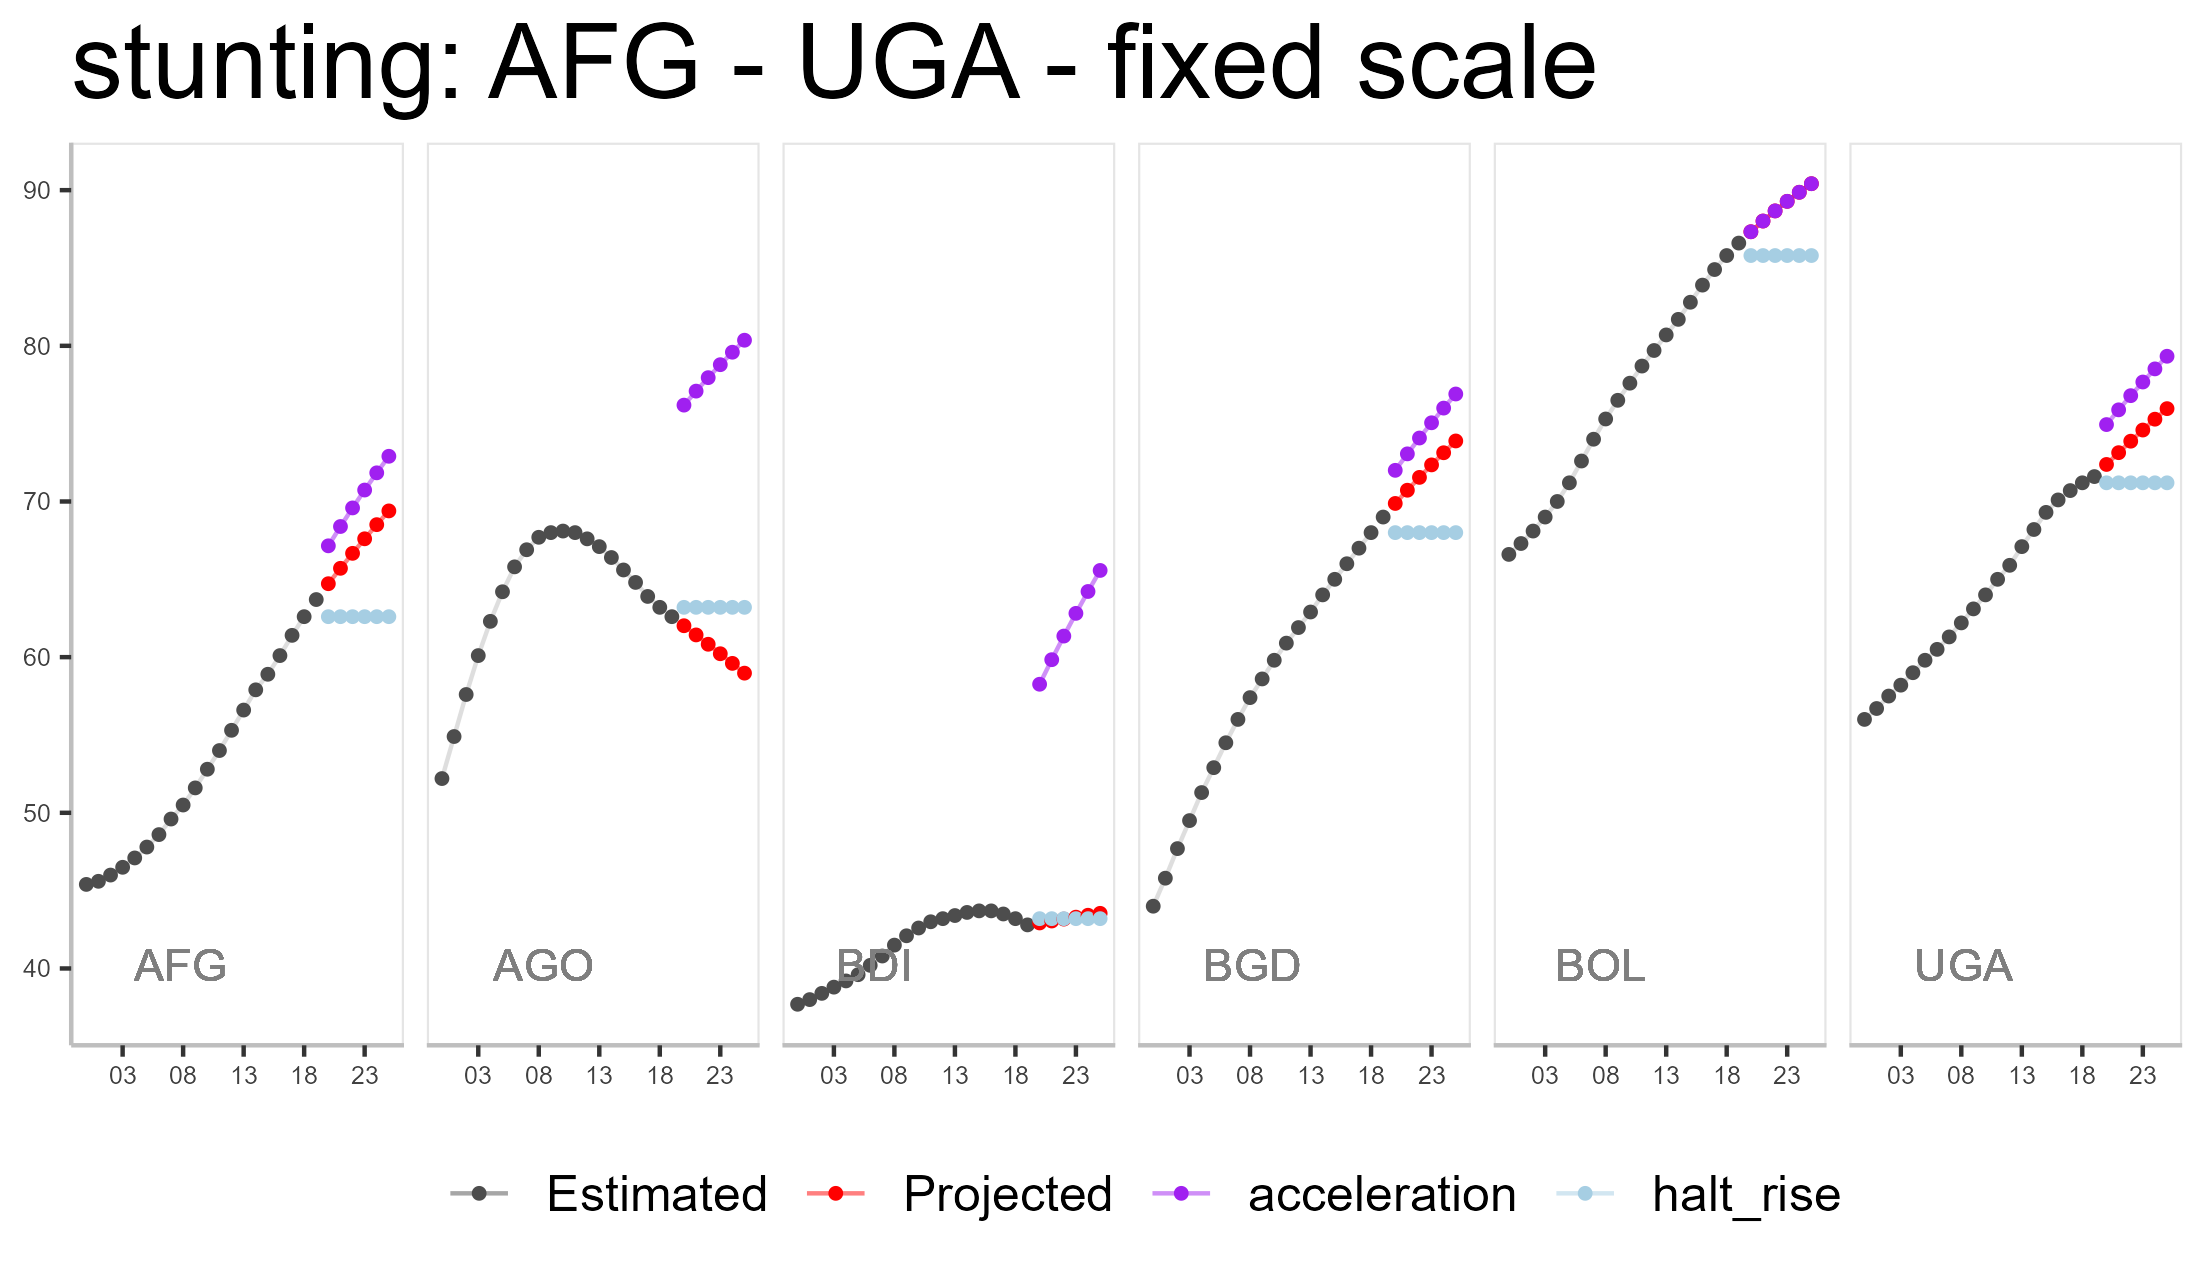 stunting: AFG - UGA - fixed scale
90
80
70
60
50
40
AFG
AGO
BDI
BGD
BOL
UGA
03 08 13 18 23
03 08 13 18 23
03 08 13 18 23
03 08 13 18 23
03 08 13 18 23
03 08 13 18 23
Estimated Projected acceleration halt_rise